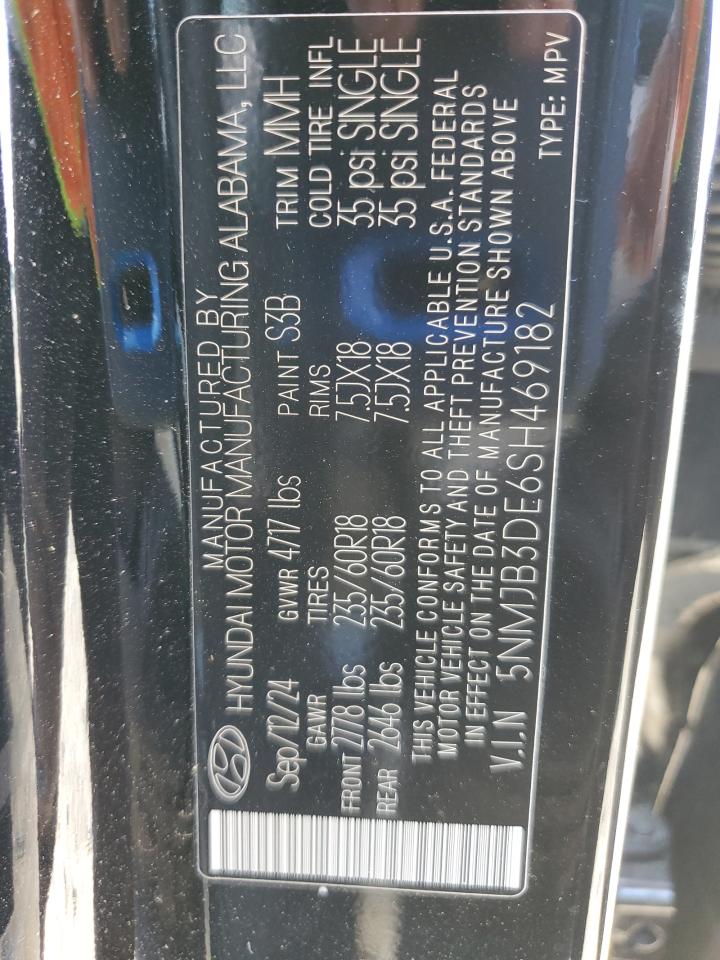 MANUFACTURED BY
HYUNDAI MOTOR MANUFACTURING ALABAMA, LLC
Sep/12/24 GVWR 4717 lbs PAINT S3B TRIM MMH
GAWR TIRES RIMS COLD TIRE INFL
FRONT 2778 lbs 235/60R18 7.5JX18 35 psi SINGLE
REAR 2646 lbs 235/60R18 7.5JX18 35 psi SINGLE
THIS VEHICLE CONFORMS TO ALL APPLICABLE U.S.A. FEDERAL
MOTOR VEHICLE SAFETY AND THEFT PREVENTION STANDARDS
IN EFFECT ON THE DATE OF MANUFACTURE SHOWN ABOVE
V.I.N 5NMJB3DE6SH469182 TYPE: MPV